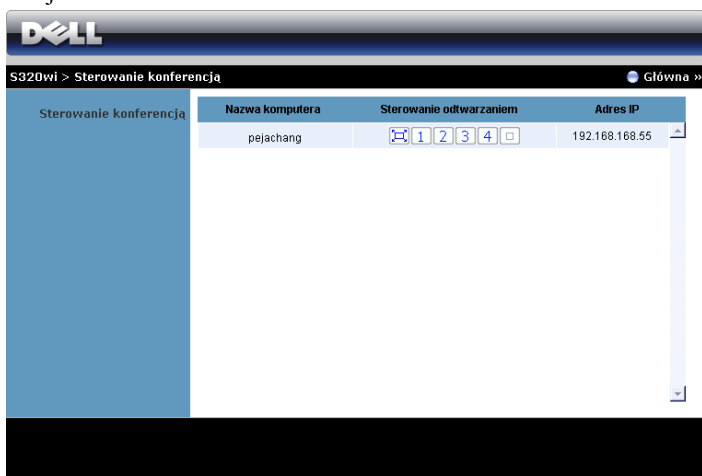 DELL
S320wi > Sterowanie konferencją
Główna »
Sterowanie konferencją
Nazwa komputera Sterowanie odtwarzaniem Adres IP
pejachang 1 2 3 4 192.168.168.55